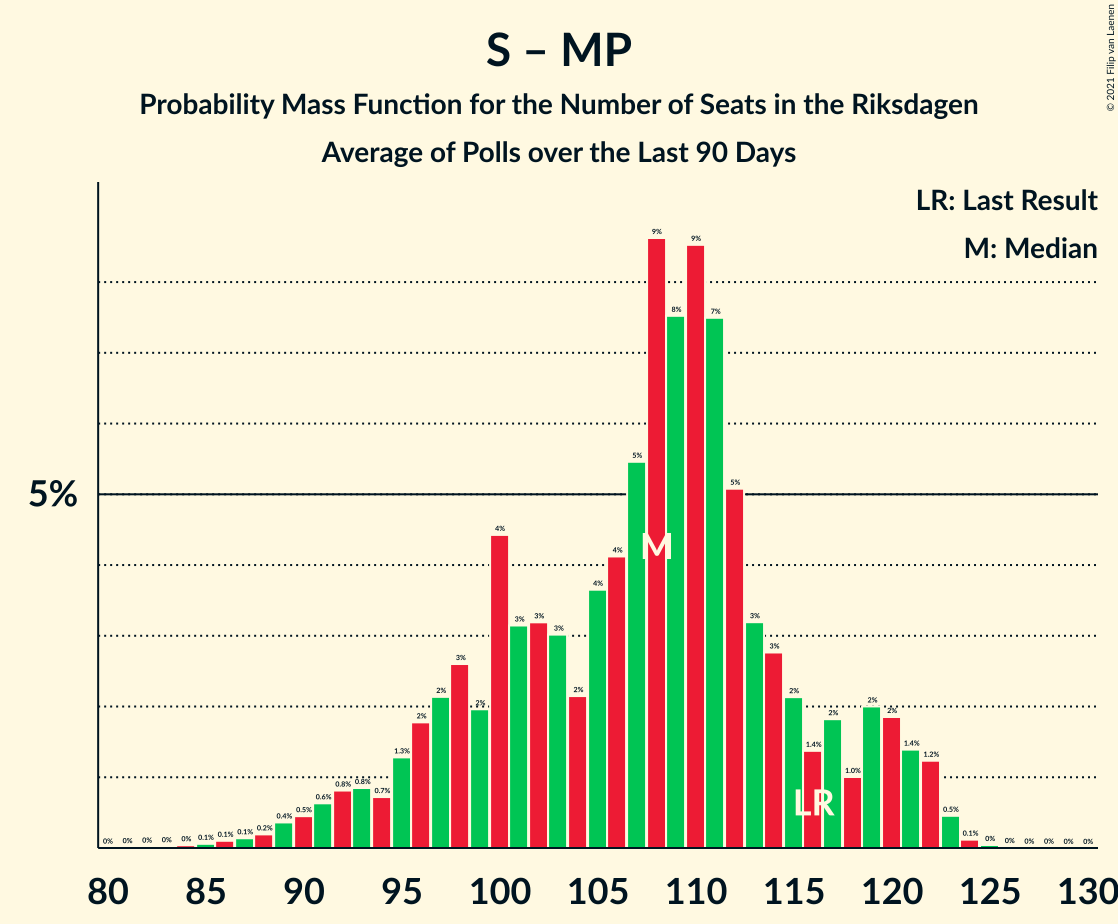 S – MP
Probability Mass Function for the Number of Seats in the Riksdagen
Average of Polls over the Last 90 Days
© 2021 Filip van Laenen
LR: Last Result
M: Median
5%
0% 0% 0% 0% 0% 0.1% 0.1% 0.1% 0.2% 0.4% 0.5% 0.6% 0.8% 0.8% 0.7% 1.3% 2% 2% 3% 2% 4% 3% 3% 3% 2% 4% 4% 5% 9% 8% 9% 7% 5% 3% 3% 2% 1.4% 2% 1.0% 2% 2% 1.4% 1.2% 0.5% 0.1% 0% 0% 0% 0% 0% 0%
M
LR
80 85 90 95 100 105 110 115 120 125 130